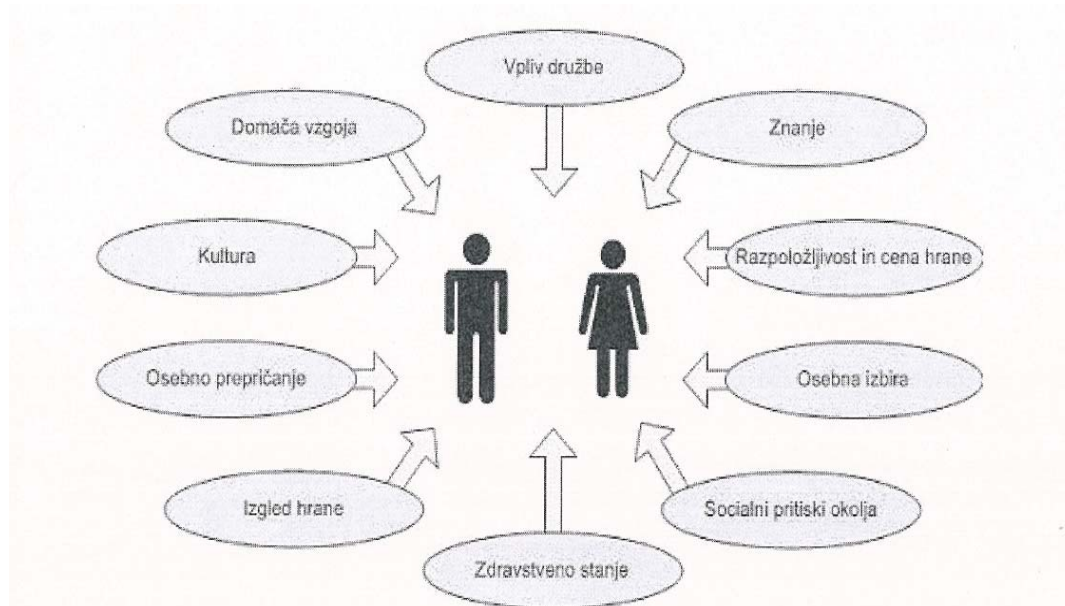 Vpliv družbe
Domača vzgoja
Znanje
Kultura
Razpoložljivost in cena hrane
Osebno prepričanje
Osebna izbira
Izgled hrane
Socialni pritiski okolja
Zdravstveno stanje